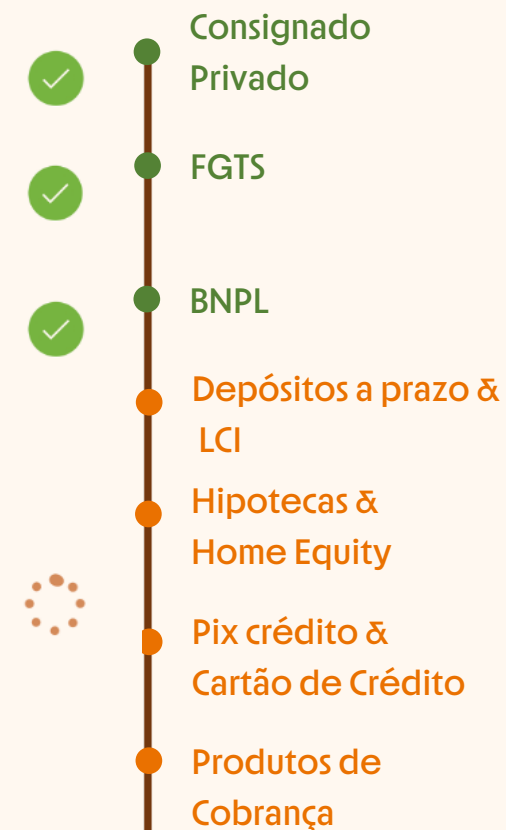 Consignado
Privado
FGTS
BNPL
Depósitos a prazo &
LCI
Hipotecas &
Home Equity
Pix crédito &
Cartão de Crédito
Produtos de
Cobrança